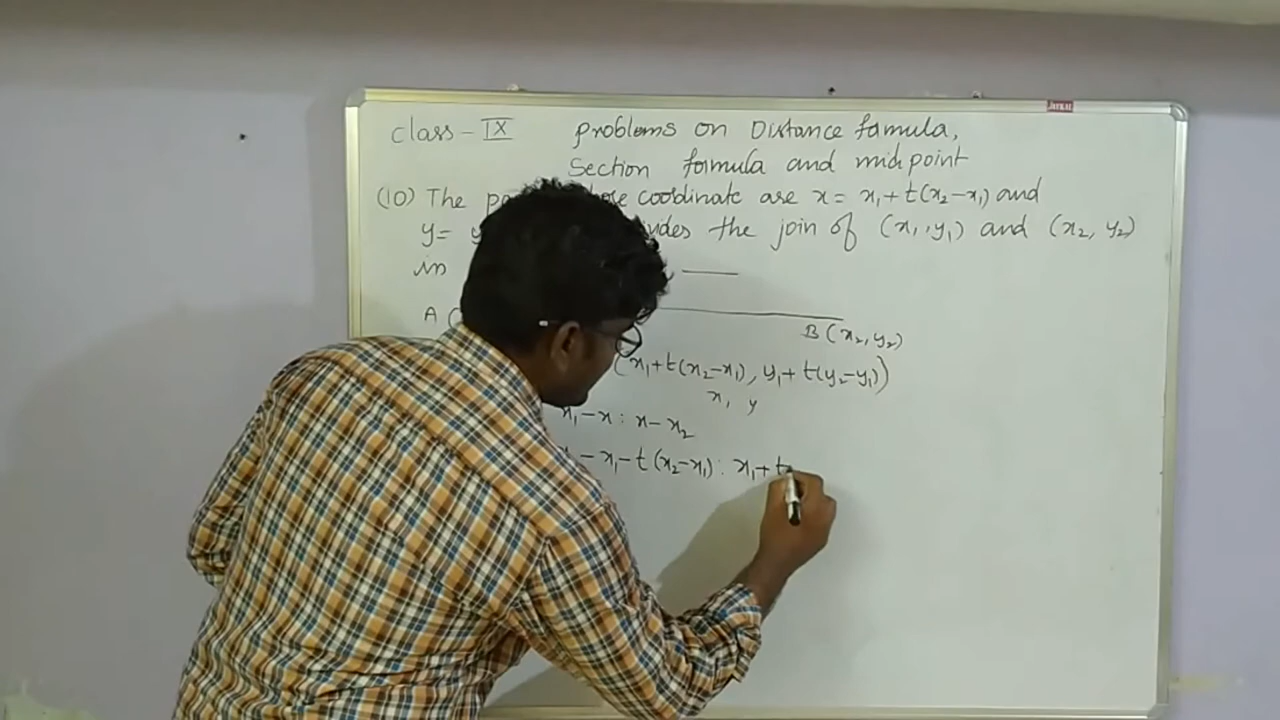 class - IX problems on Distance famula,
Section formula and midpoint
(10) The coordinate are x = x₁ + t(x₂-x₁) and
y = the join of (x₁, y₁) and (x₂, y₂)
in ____
A (
B (x₂, y₂)
(x₁+t(x₂-x₁), y₁+t(y₂-y₁))
x, y
x₁-x : x-x₂
- x₁-t(x₂-x₁) : x₁+t